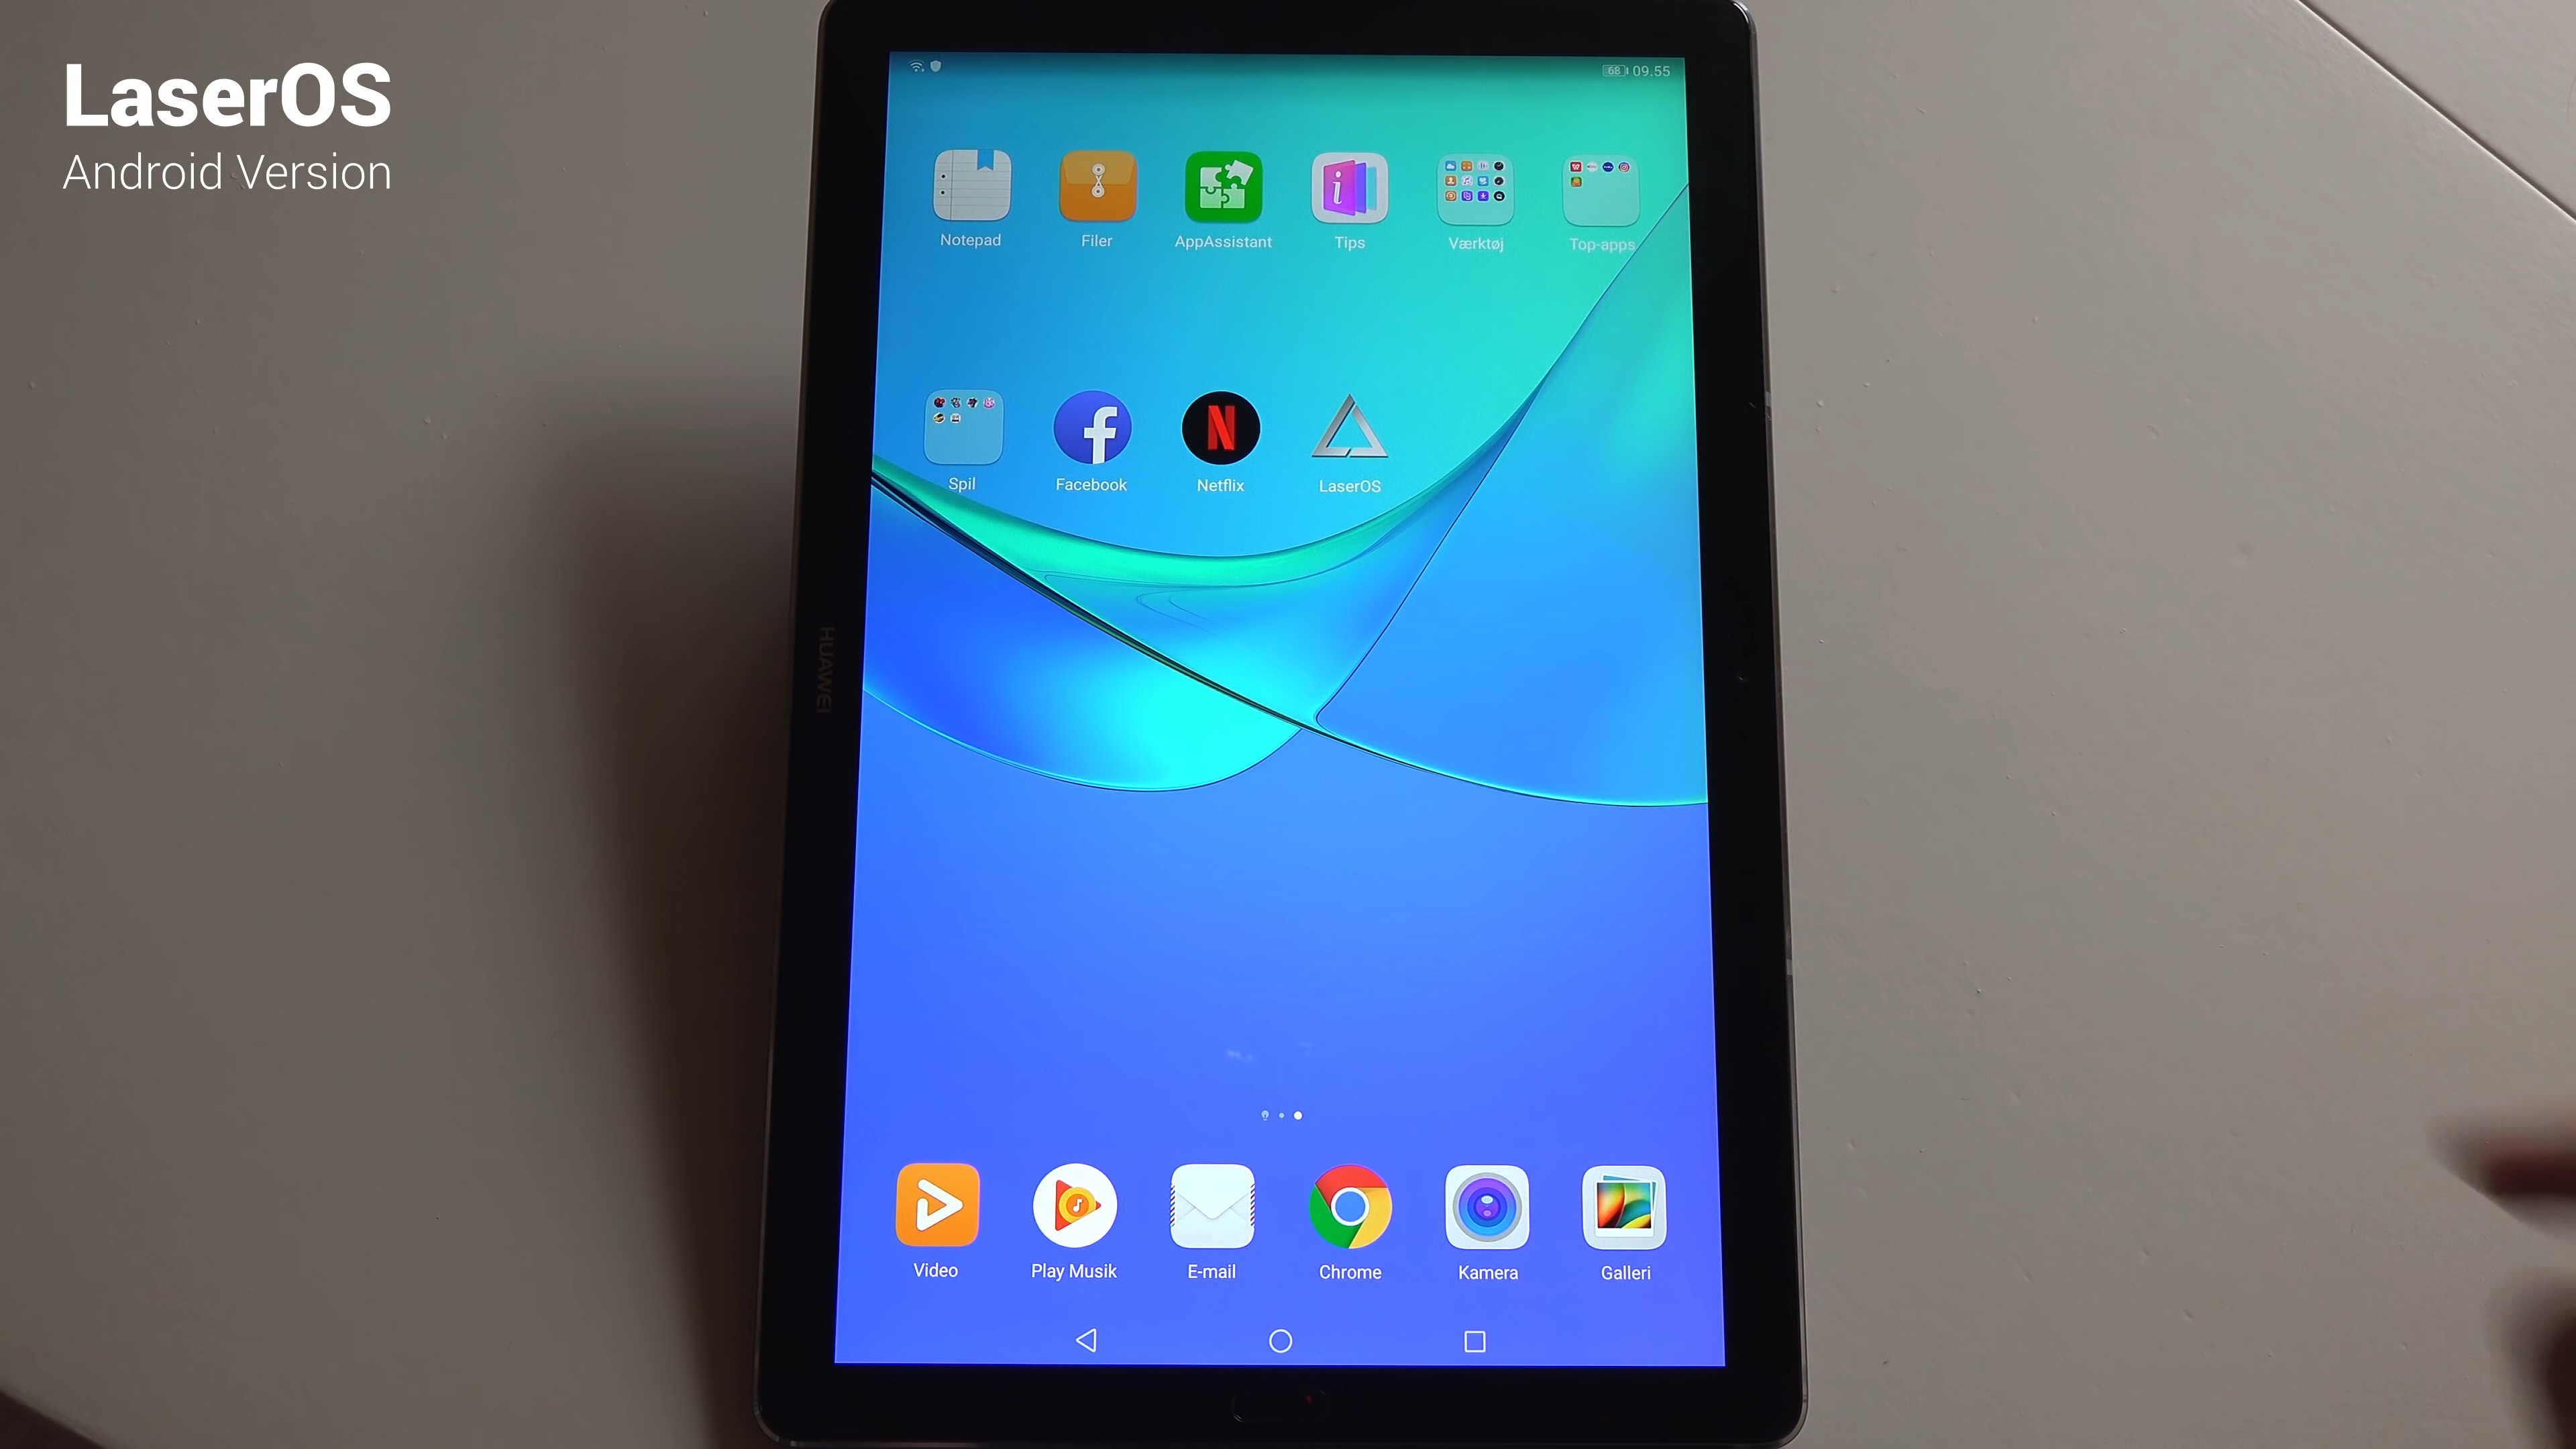 LaserOS
Android Version
68 09.55
Notepad Filer AppAssistant Tips Værktøj Top-apps
Spil Facebook Netflix LaserOS
HUAWEI
Video Play Musik E-mail Chrome Kamera Galleri